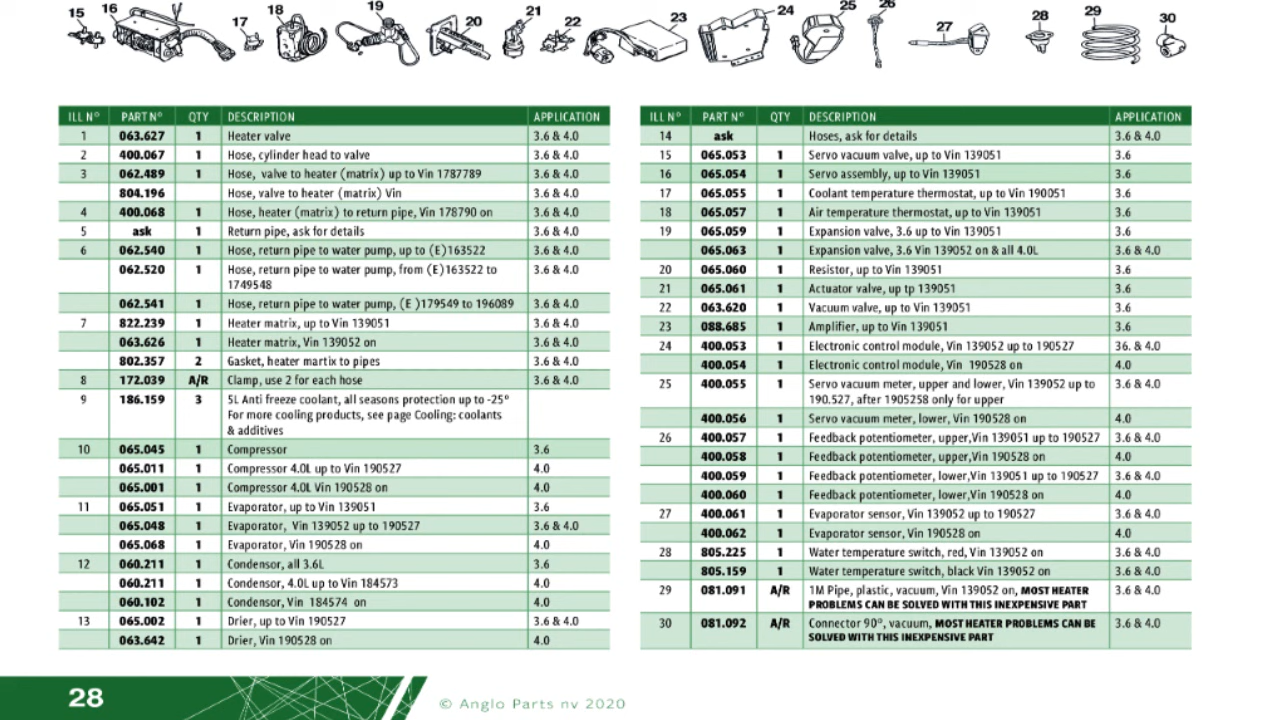 15 16 17 18 19 20 21 22 23 24 25 26 27 28 29 30
ILL N° PART N° QTY DESCRIPTION APPLICATION
1 063.627 1 Heater valve 3.6 & 4.0
2 400.067 1 Hose, cylinder head to valve 3.6 & 4.0
3 062.489 1 Hose, valve to heater (matrix) up to Vin 1787789 3.6 & 4.0
804.196 Hose, valve to heater (matrix) Vin 3.6 & 4.0
4 400.068 1 Hose, heater (matrix) to return pipe, Vin 178790 on 3.6 & 4.0
5 ask 1 Return pipe, ask for details 3.6 & 4.0
6 062.540 1 Hose, return pipe to water pump, up to (E)163522 3.6 & 4.0
062.520 1 Hose, return pipe to water pump, from (E)163522 to 3.6 & 4.0
1749548
062.541 1 Hose, return pipe to water pump, (E )179549 to 196089 3.6 & 4.0
7 822.239 1 Heater matrix, up to Vin 139051 3.6 & 4.0
063.626 1 Heater matrix, Vin 139052 on 3.6 & 4.0
802.357 2 Gasket, heater martix to pipes 3.6 & 4.0
8 172.039 A/R Clamp, use 2 for each hose 3.6 & 4.0
9 186.159 3 5L Anti freeze coolant, all seasons protection up to -25°
For more cooling products, see page Cooling: coolants
& additives
10 065.045 1 Compressor 3.6
065.011 1 Compressor 4.0L up to Vin 190527 4.0
065.001 1 Compressor 4.0L Vin 190528 on 4.0
11 065.051 1 Evaporator, up to Vin 139051 3.6
065.048 1 Evaporator, Vin 139052 up to 190527 3.6 & 4.0
065.068 1 Evaporator, Vin 190528 on 4.0
12 060.211 1 Condensor, all 3.6L 3.6
060.211 1 Condensor, 4.0L up to Vin 184573 4.0
060.102 1 Condensor, Vin 184574 on 4.0
13 065.002 1 Drier, up to Vin 190527 3.6 & 4.0
063.642 1 Drier, Vin 190528 on 4.0
ILL N° PART N° QTY DESCRIPTION APPLICATION
14 ask Hoses, ask for details 3.6 & 4.0
15 065.053 1 Servo vacuum valve, up to Vin 139051 3.6
16 065.054 1 Servo assembly, up to Vin 139051 3.6
17 065.055 1 Coolant temperature thermostat, up to Vin 190051 3.6
18 065.057 1 Air temperature thermostat, up to Vin 139051 3.6
19 065.059 1 Expansion valve, 3.6 up to Vin 139051 3.6
065.063 1 Expansion valve, 3.6 Vin 139052 on & all 4.0L 3.6 & 4.0
20 065.060 1 Resistor, up to Vin 139051 3.6
21 065.061 1 Actuator valve, up tp 139051 3.6
22 063.620 1 Vacuum valve, up to Vin 139051 3.6
23 088.685 1 Amplifier, up to Vin 139051 3.6
24 400.053 1 Electronic control module, Vin 139052 up to 190527 36. & 4.0
400.054 1 Electronic control module, Vin 190528 on 4.0
25 400.055 1 Servo vacuum meter, upper and lower, Vin 139052 up to 3.6 & 4.0
190.527, after 1905258 only for upper
400.056 1 Servo vacuum meter, lower, Vin 190528 on 4.0
26 400.057 1 Feedback potentiometer, upper,Vin 139051 up to 190527 3.6 & 4.0
400.058 1 Feedback potentiometer, upper,Vin 190528 on 4.0
400.059 1 Feedback potentiometer, lower,Vin 139051 up to 190527 3.6 & 4.0
400.060 1 Feedback potentiometer, lower,Vin 190528 on 4.0
27 400.061 1 Evaporator sensor, Vin 139052 up to 190527 3.6 & 4.0
400.062 1 Evaporator sensor, Vin 190528 on 4.0
28 805.225 1 Water temperature switch, red, Vin 139052 on 3.6 & 4.0
805.159 1 Water temperature switch, black Vin 139052 on 3.6 & 4.0
29 081.091 A/R 1M Pipe, plastic, vacuum, Vin 139052 on, MOST HEATER 3.6 & 4.0
PROBLEMS CAN BE SOLVED WITH THIS INEXPENSIVE PART
30 081.092 A/R Connector 90°, vacuum, MOST HEATER PROBLEMS CAN BE 3.6 & 4.0
SOLVED WITH THIS INEXPENSIVE PART
28 © Anglo Parts nv 2020